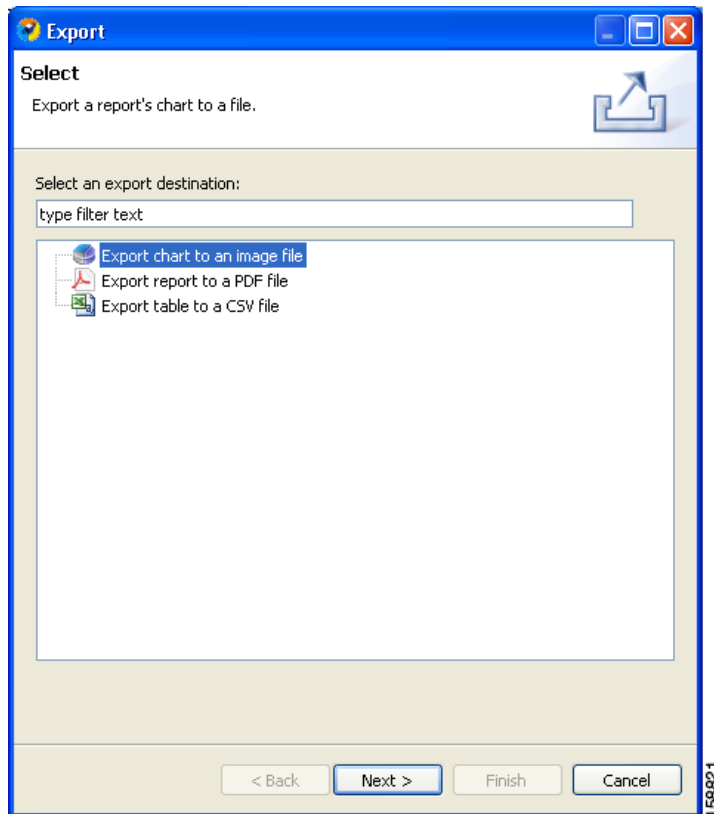 Export
Select
Export a report's chart to a file.
Select an export destination:
type filter text
Export chart to an image file
Export report to a PDF file
Export table to a CSV file
< Back
Next >
Finish
Cancel
158821